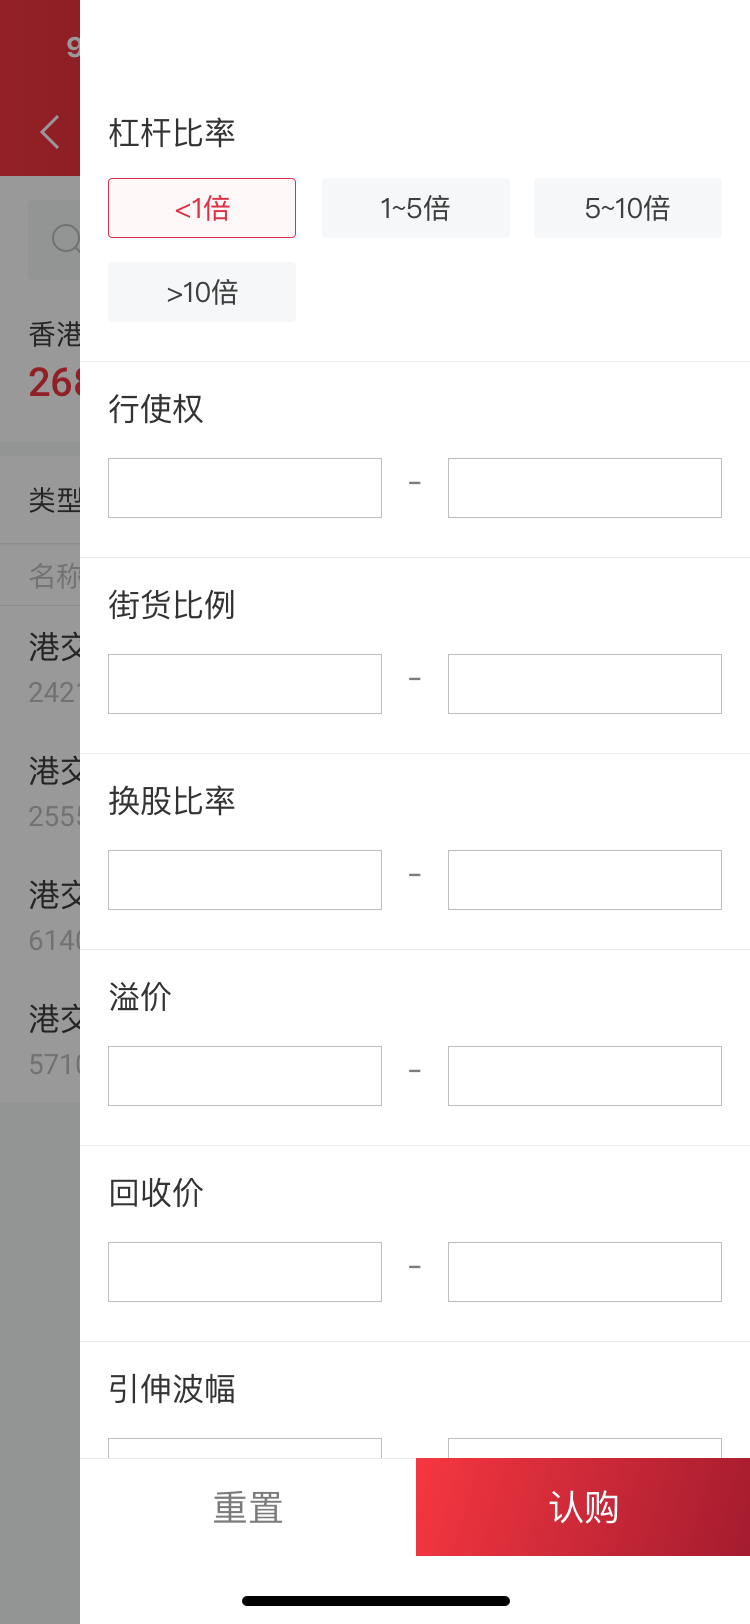 杠杆比率
<1倍
1~5倍
5~10倍
>10倍
行使权
-
街货比例
-
换股比率
-
溢价
-
回收价
-
引伸波幅
重置
认购
9
香港
268
类型
名称
港交
2421
港交
2555
港交
6140
港交
5710